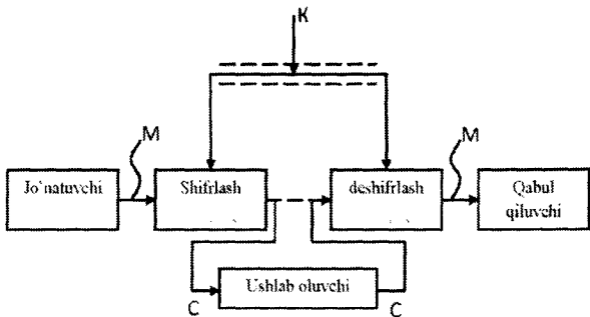 K
M
M
Jo'natuvchi
Shifrlash
deshifrlash
Qabul
qiluvchi
Ushlab oluvchi
C
C